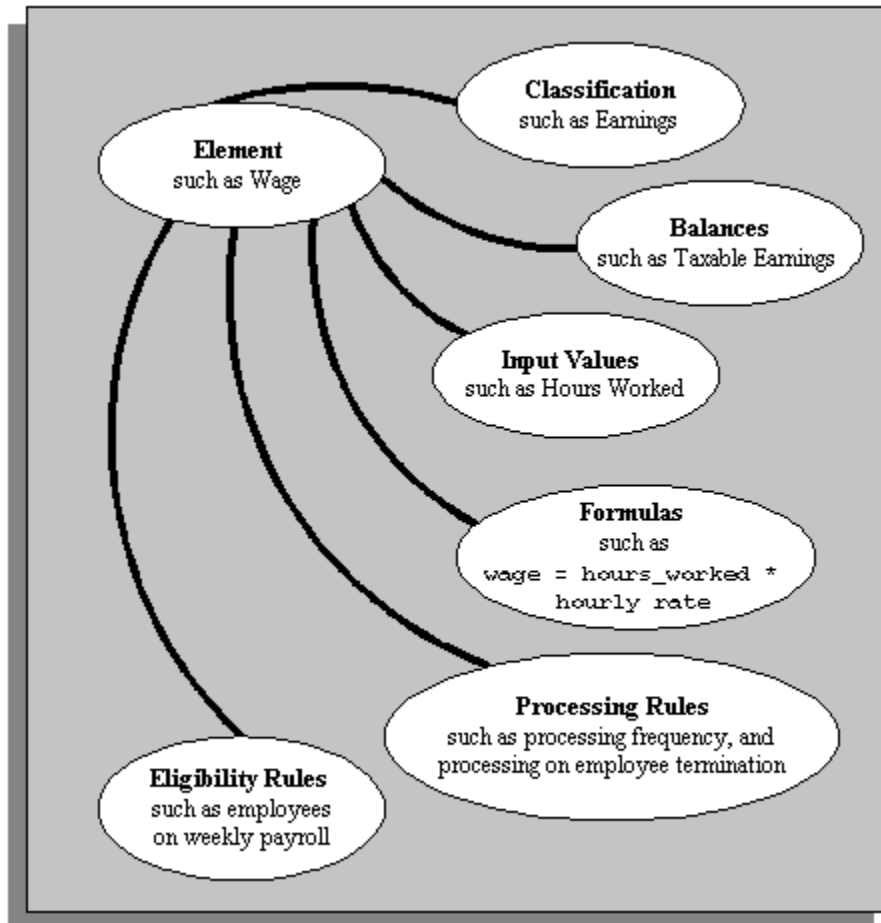 Classification
such as Earnings
Element
such as Wage
Balances
such as Taxable Earnings
Input Values
such as Hours Worked
Formulas
such as
wage = hours_worked *
hourly rate
Processing Rules
such as processing frequency, and
processing on employee termination
Eligibility Rules
such as employees
on weekly payroll